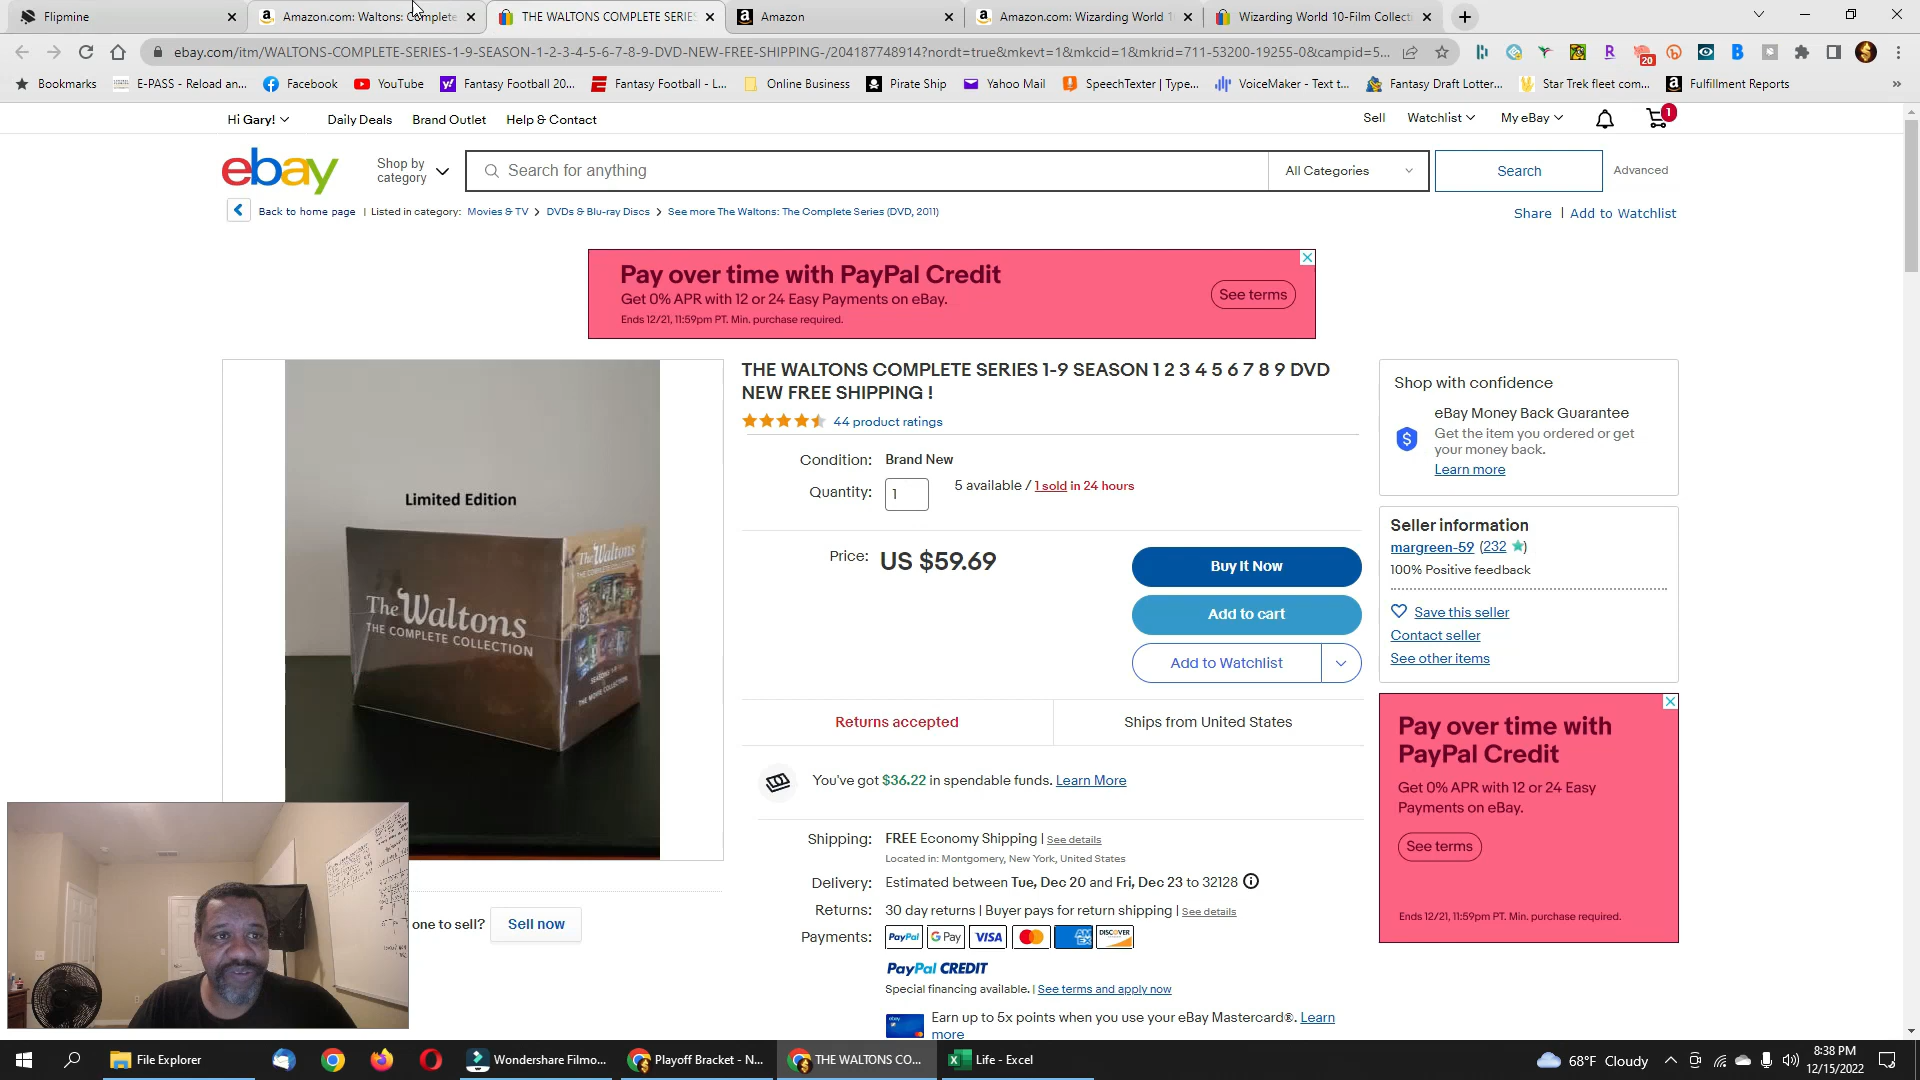 Flipmine
Amazon.com: Waltons: Complete
THE WALTONS COMPLETE SERIES
Amazon
Amazon.com: Wizarding World 1
Wizarding World 10-Film Collecti
ebay.com/itm/WALTONS-COMPLETE-SERIES-1-9-SEASON-1-2-3-4-5-6-7-8-9-DVD-NEW-FREE-SHIPPING-/204187748914?nordt=true&mkevt=1&mkcid=1&mkrid=711-53200-19255-0&campid=5...
20
Bookmarks
E-PASS - Reload an...
Facebook
YouTube
Fantasy Football 20...
Fantasy Football - L...
Online Business
Pirate Ship
Yahoo Mail
SpeechTexter | Type...
VoiceMaker - Text t...
Fantasy Draft Lotter...
Star Trek fleet com...
Fulfillment Reports
Hi Gary!
Daily Deals
Brand Outlet
Help & Contact
Sell
Watchlist
My eBay
1
ebay
Shop by
category
Search for anything
All Categories
Search
Advanced
Back to home page
| Listed in category:
Movies & TV
DVDs & Blu-ray Discs
See more The Waltons: The Complete Series (DVD, 2011)
Share | Add to Watchlist
Pay over time with PayPal Credit
Get 0% APR with 12 or 24 Easy Payments on eBay.
Ends 12/21, 11:59pm PT. Min. purchase required.
See terms
Limited Edition
The Waltons
THE COMPLETE COLLECTION
The Waltons
THE COMPLETE COLLECTION
THE MOVIE COLLECTION
one to sell?
Sell now
THE WALTONS COMPLETE SERIES 1-9 SEASON 1 2 3 4 5 6 7 8 9 DVD
NEW FREE SHIPPING !
44 product ratings
Condition: Brand New
Quantity: 1
5 available / 1 sold in 24 hours
Price: US $59.69
Buy It Now
Add to cart
Add to Watchlist
Returns accepted
Ships from United States
You've got $36.22 in spendable funds. Learn More
Shipping: FREE Economy Shipping | See details
Located in: Montgomery, New York, United States
Delivery: Estimated between Tue, Dec 20 and Fri, Dec 23 to 32128
Returns: 30 day returns | Buyer pays for return shipping | See details
Payments: PayPal G Pay VISA AMEX DISCOVER
PayPal CREDIT
Special financing available. | See terms and apply now
Earn up to 5x points when you use your eBay Mastercard®. Learn
more
Shop with confidence
eBay Money Back Guarantee
Get the item you ordered or get
your money back.
Learn more
Seller information
margreen-59 (232)
100% Positive feedback
Save this seller
Contact seller
See other items
Pay over time with
PayPal Credit
Get 0% APR with 12 or 24 Easy
Payments on eBay.
See terms
Ends 12/21, 11:59pm PT. Min. purchase required.
File Explorer
Wondershare Filmo...
Playoff Bracket - N...
THE WALTONS CO...
Life - Excel
68°F Cloudy
8:38 PM
12/15/2022